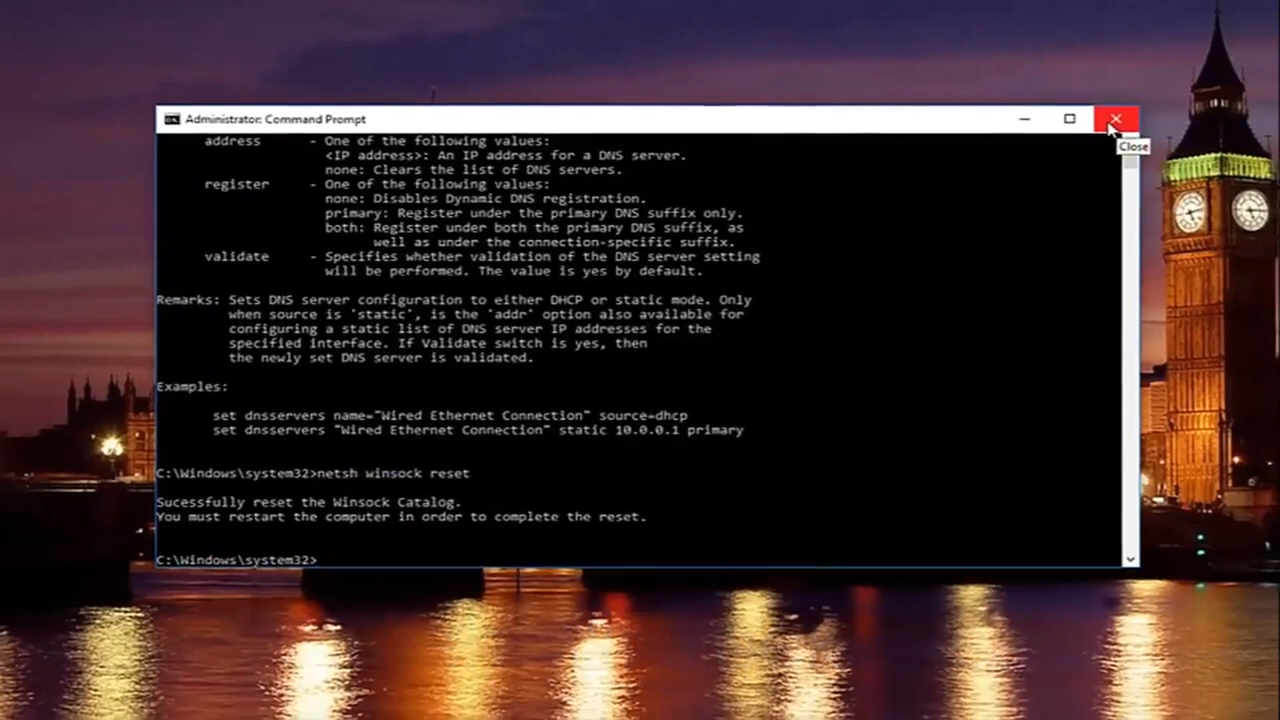 Administrator: Command Prompt
Close
address - One of the following values:
<IP address>: An IP address for a DNS server.
none: Clears the list of DNS servers.
register - One of the following values:
none: Disables Dynamic DNS registration.
primary: Register under the primary DNS suffix only.
both: Register under both the primary DNS suffix, as
well as under the connection-specific suffix.
validate - Specifies whether validation of the DNS server setting
will be performed. The value is yes by default.
Remarks: Sets DNS server configuration to either DHCP or static mode. Only
when source is 'static', is the 'addr' option also available for
configuring a static list of DNS server IP addresses for the
specified interface. If Validate switch is yes, then
the newly set DNS server is validated.
Examples:
set dnsservers name="Wired Ethernet Connection" source=dhcp
set dnsservers "Wired Ethernet Connection" static 10.0.0.1 primary
C:\Windows\system32>netsh winsock reset
Sucessfully reset the Winsock Catalog.
You must restart the computer in order to complete the reset.
C:\Windows\system32>